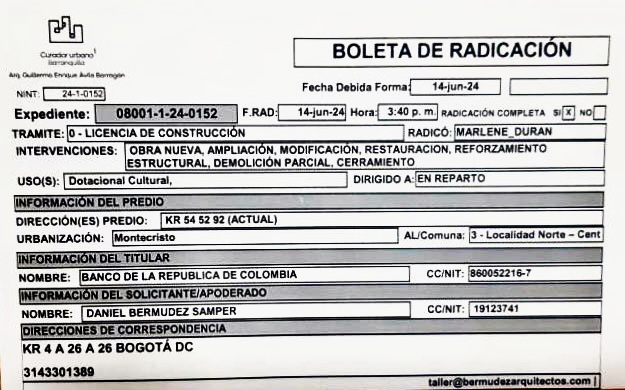 Curador urbano 1
Barranquilla
Arq. Guillermo Enrique Ávila Barragán
BOLETA DE RADICACIÓN
NINT: 24-1-0152
Fecha Debida Forma: 14-jun-24
Expediente: 08001-1-24-0152 F.RAD: 14-jun-24 Hora: 3:40 p. m. RADICACIÓN COMPLETA SI X NO
TRAMITE: 0 - LICENCIA DE CONSTRUCCIÓN RADICÓ: MARLENE_DURAN
INTERVENCIONES: OBRA NUEVA, AMPLIACIÓN, MODIFICACIÓN, RESTAURACION, REFORZAMIENTO
ESTRUCTURAL, DEMOLICIÓN PARCIAL, CERRAMIENTO
USO(S): Dotacional Cultural, DIRIGIDO A: EN REPARTO
INFORMACIÓN DEL PREDIO
DIRECCIÓN(ES) PREDIO: KR 54 52 92 (ACTUAL)
URBANIZACIÓN: Montecristo AL/Comuna: 3 - Localidad Norte - Cent
INFORMACIÓN DEL TITULAR
NOMBRE: BANCO DE LA REPUBLICA DE COLOMBIA CC/NIT: 860052216-7
INFORMACIÓN DEL SOLICITANTE/APODERADO
NOMBRE: DANIEL BERMUDEZ SAMPER CC/NIT: 19123741
DIRECCIONES DE CORRESPONDENCIA
KR 4 A 26 A 26 BOGOTÁ DC
3143301389
taller@bermudezarquitectos.com